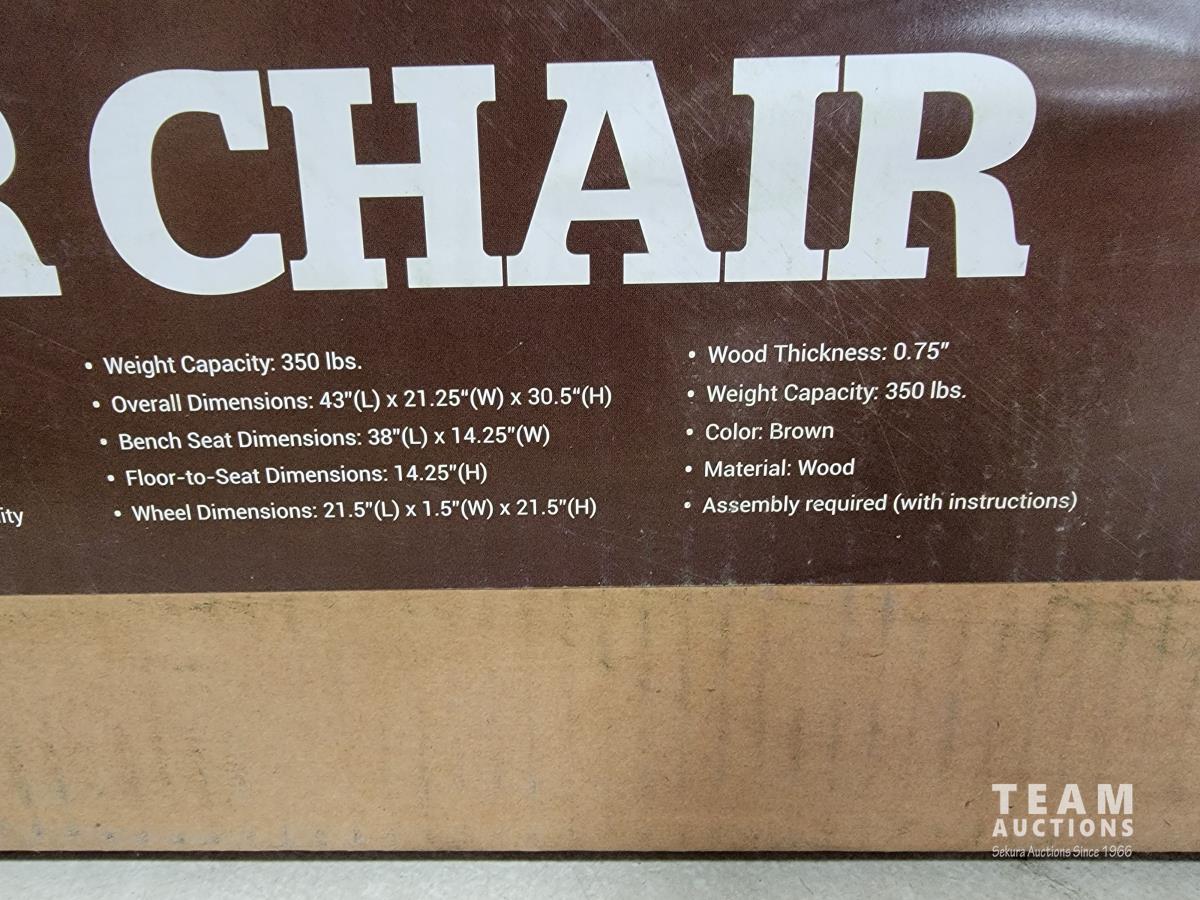 R CHAIR
• Weight Capacity: 350 lbs.
• Overall Dimensions: 43"(L) x 21.25"(W) x 30.5"(H)
• Bench Seat Dimensions: 38"(L) x 14.25"(W)
• Floor-to-Seat Dimensions: 14.25"(H)
• Wheel Dimensions: 21.5"(L) x 1.5"(W) x 21.5"(H)
ity
• Wood Thickness: 0.75"
• Weight Capacity: 350 lbs.
• Color: Brown
• Material: Wood
• Assembly required (with instructions)
TEAM
AUCTIONS
Sekura Auctions Since 1966